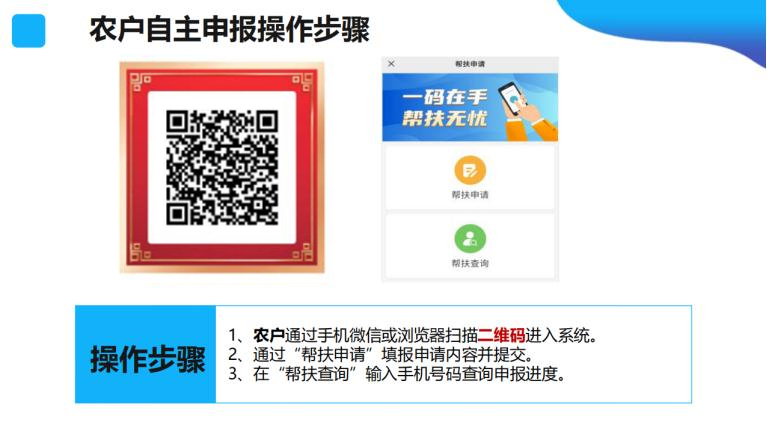 农户自主申报操作步骤
帮扶申请
一码在手
帮扶无忧
帮扶申请
帮扶查询
操作步骤
1、农户通过手机微信或浏览器扫描二维码进入系统。
2、通过“帮扶申请”填报申请内容并提交。
3、在“帮扶查询”输入手机号码查询申报进度。